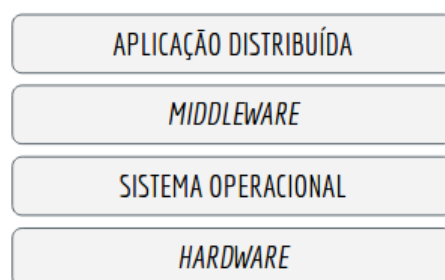 APLICAÇÃO DISTRIBUÍDA
MIDDLEWARE
SISTEMA OPERACIONAL
HARDWARE